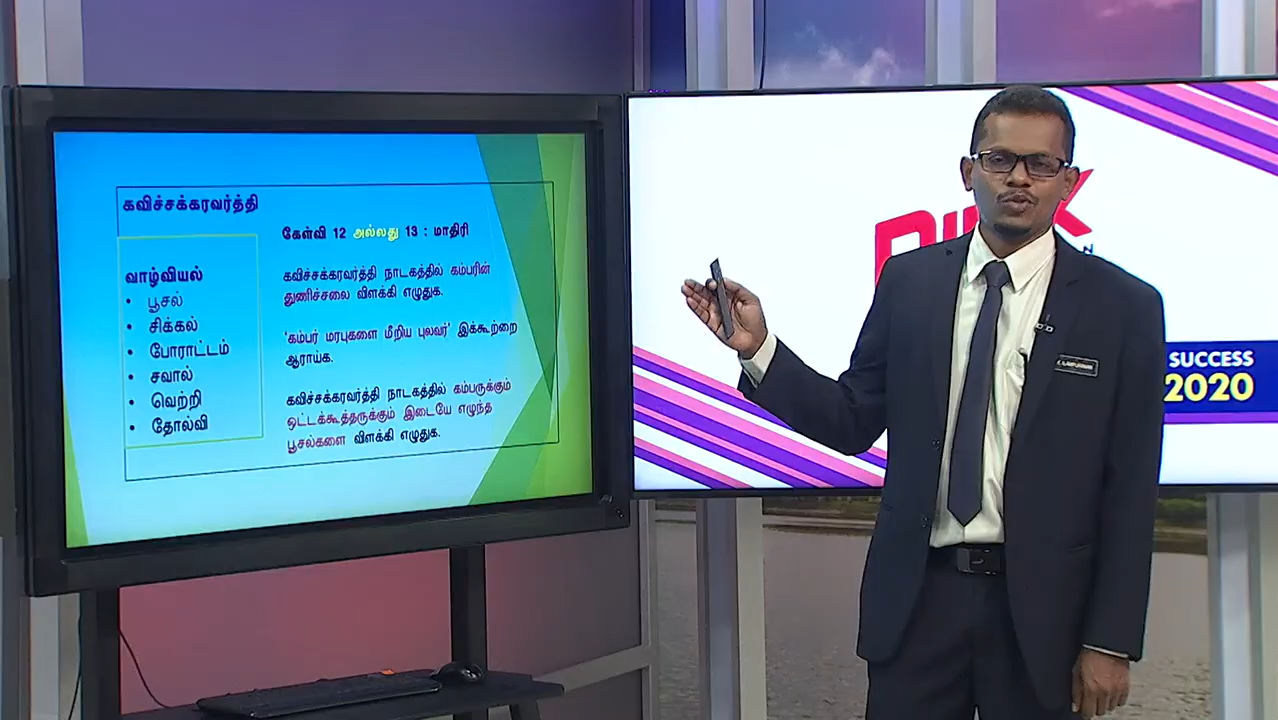 கவிச்சக்கரவர்த்தி
கேள்வி 12 அல்லது 13 : மாதிரி
வாழ்வியல்
• பூசல்
• சிக்கல்
• போராட்டம்
• சவால்
• வெற்றி
• தோல்வி
கவிச்சக்கரவர்த்தி நாடகத்தில் கம்பரின்
துணிச்சலை விளக்கி எழுதுக.
'கம்பர் மரபுகளை மீறிய புலவர்' இக்கூற்றை
ஆராய்க.
கவிச்சக்கரவர்த்தி நாடகத்தில் கம்பருக்கும்
ஒட்டக்கூத்தருக்கும் இடையே எழுந்த
பூசல்களை விளக்கி எழுதுக.
SUCCESS
2020